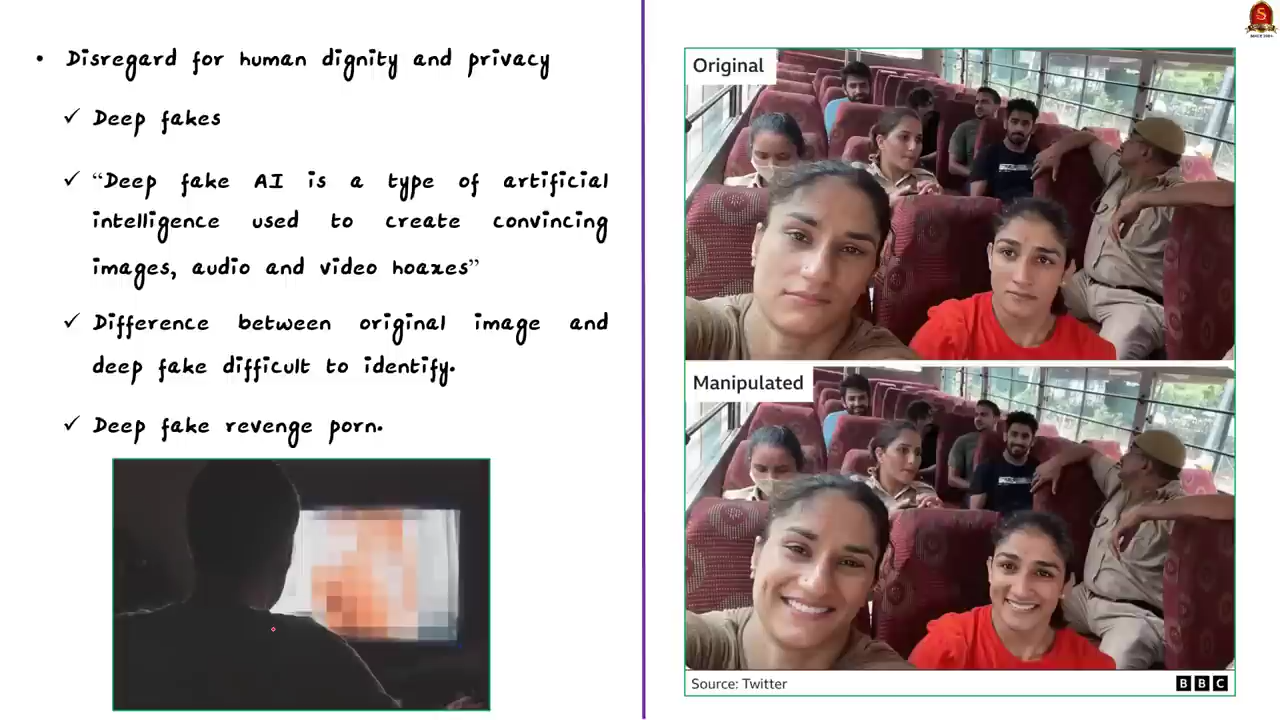 • Disregard for human dignity and privacy
✓ Deep fakes
✓ “Deep fake AI is a type of artificial
intelligence used to create convincing
images, audio and video hoaxes”
✓ Difference between original image and
deep fake difficult to identify.
✓ Deep fake revenge porn.
Original
Manipulated
Source: Twitter
BBC
S
SINCE 2004